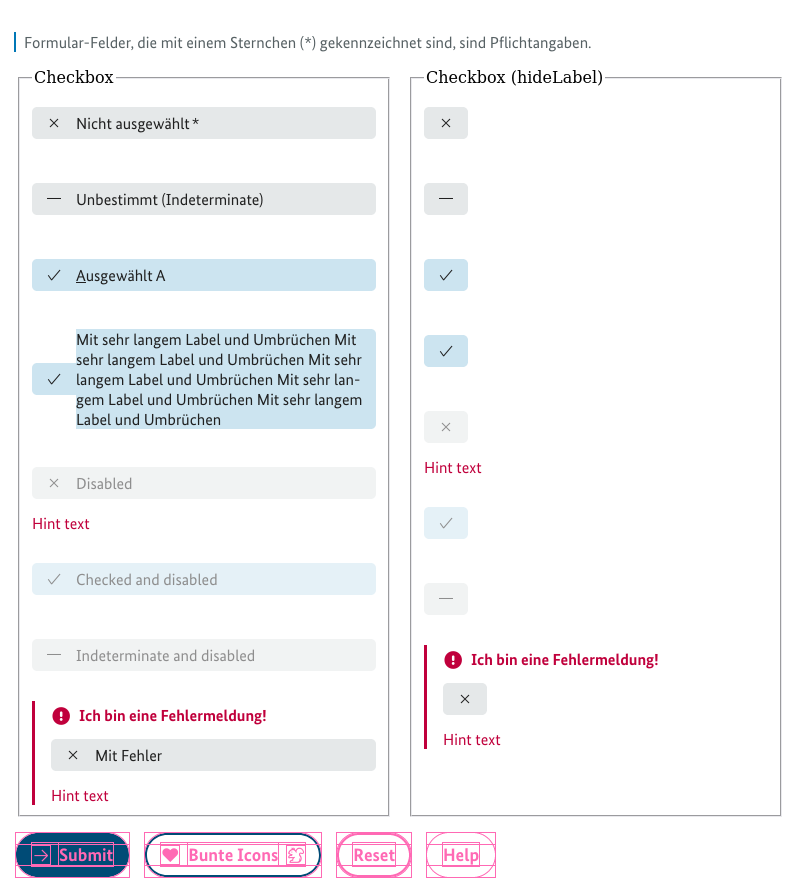 Formular-Felder, die mit einem Sternchen (*) gekennzeichnet sind, sind Pflichtangaben.
Checkbox
Nicht ausgewählt *
Unbestimmt (Indeterminate)
Ausgewählt A
Mit sehr langem Label und Umbrüchen Mit
sehr langem Label und Umbrüchen Mit sehr
langem Label und Umbrüchen Mit sehr lan-
gem Label und Umbrüchen Mit sehr langem
Label und Umbrüchen
Disabled
Hint text
Checked and disabled
Indeterminate and disabled
Ich bin eine Fehlermeldung!
Mit Fehler
Hint text
Checkbox (hideLabel)
Hint text
Ich bin eine Fehlermeldung!
Hint text
Submit
Bunte Icons
Reset
Help